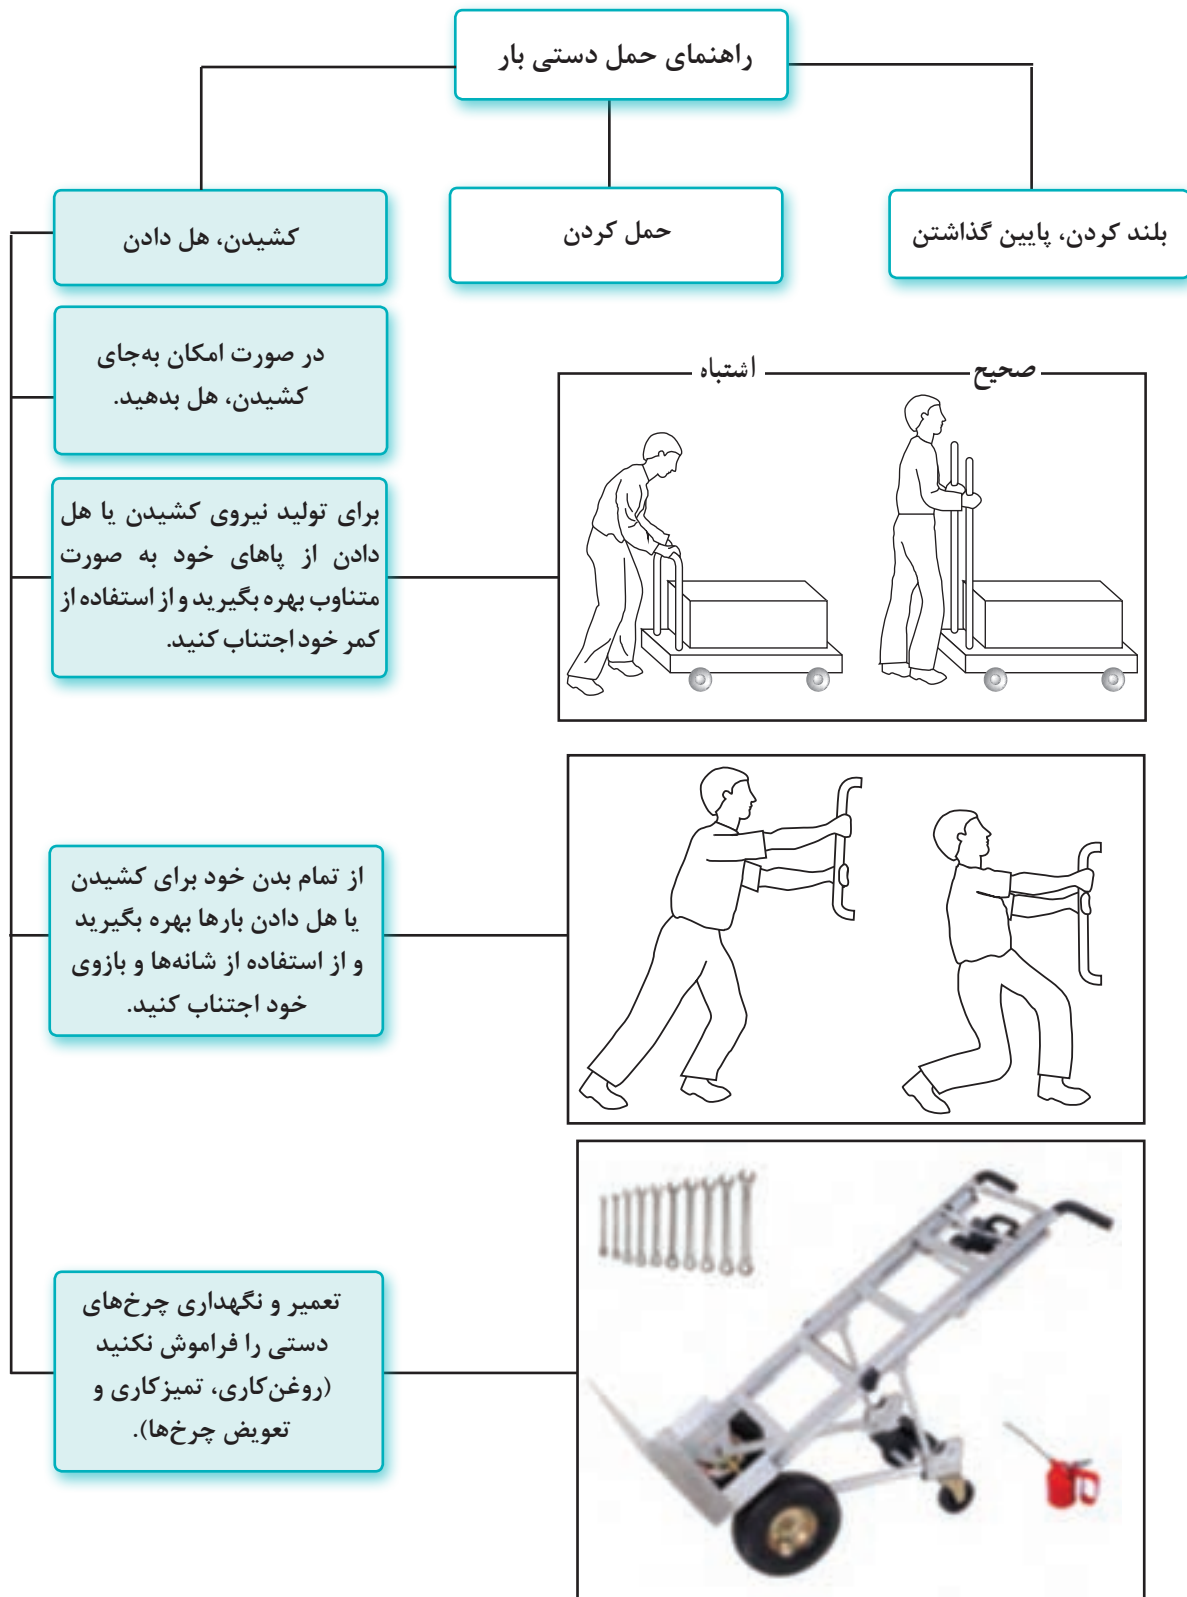 راهنمای حمل دستی بار
بلند کردن، پایین گذاشتن
حمل کردن
کشیدن، هل دادن
در صورت امکان به‌جای
کشیدن، هل بدهید.
صحیح
اشتباه
برای تولید نیروی کشیدن یا هل
دادن از پاهای خود به صورت
متناوب بهره بگیرید و از استفاده از
کمر خود اجتناب کنید.
از تمام بدن خود برای کشیدن
یا هل دادن بارها بهره بگیرید
و از استفاده از شانه‌ها و بازوی
خود اجتناب کنید.
تعمیر و نگهداری چرخ‌های
دستی را فراموش نکنید
(روغن‌کاری، تمیزکاری و
تعویض چرخ‌ها).